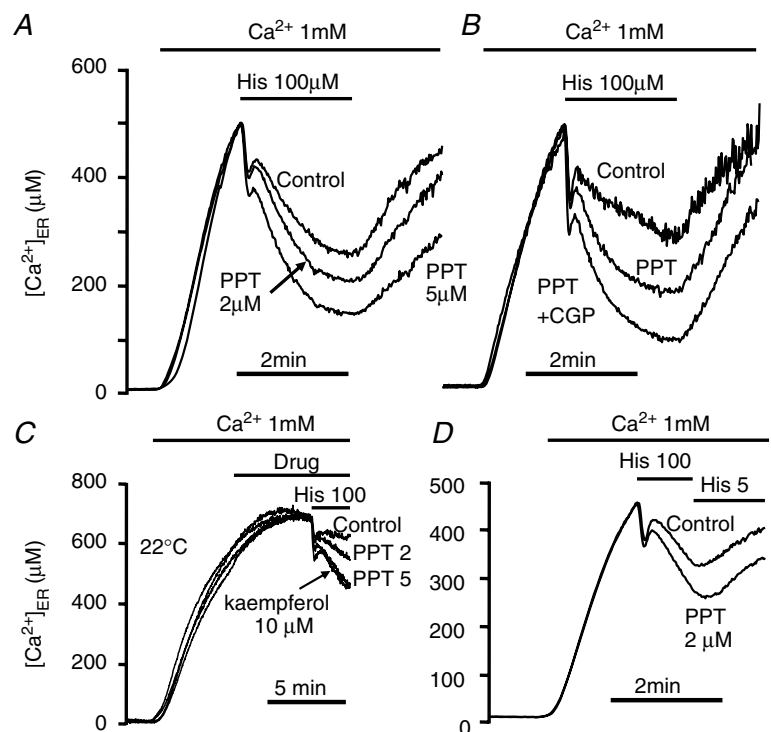 A
Ca²⁺ 1mM
His 100μM
600
400
200
0
[Ca²⁺]ER (μM)
Control
PPT
2μM
PPT
5μM
2min
B
Ca²⁺ 1mM
His 100μM
Control
PPT
PPT
+CGP
2min
C
Ca²⁺ 1mM
Drug
His 100
800
600
400
200
0
[Ca²⁺]ER (μM)
22°C
Control
PPT 2
PPT 5
kaempferol
10 μM
5 min
D
Ca²⁺ 1mM
His 100
His 5
500
400
300
200
100
0
Control
PPT
2 μM
2min